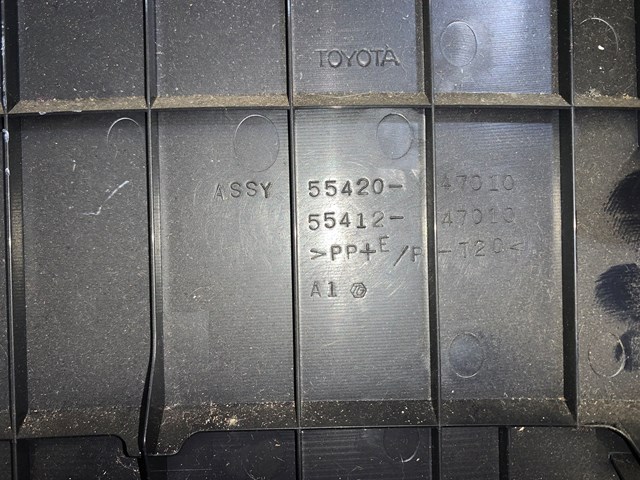 TOYOTA
ASSY 55420-47010
55412-47010
>PP+E/P-T20<
A1